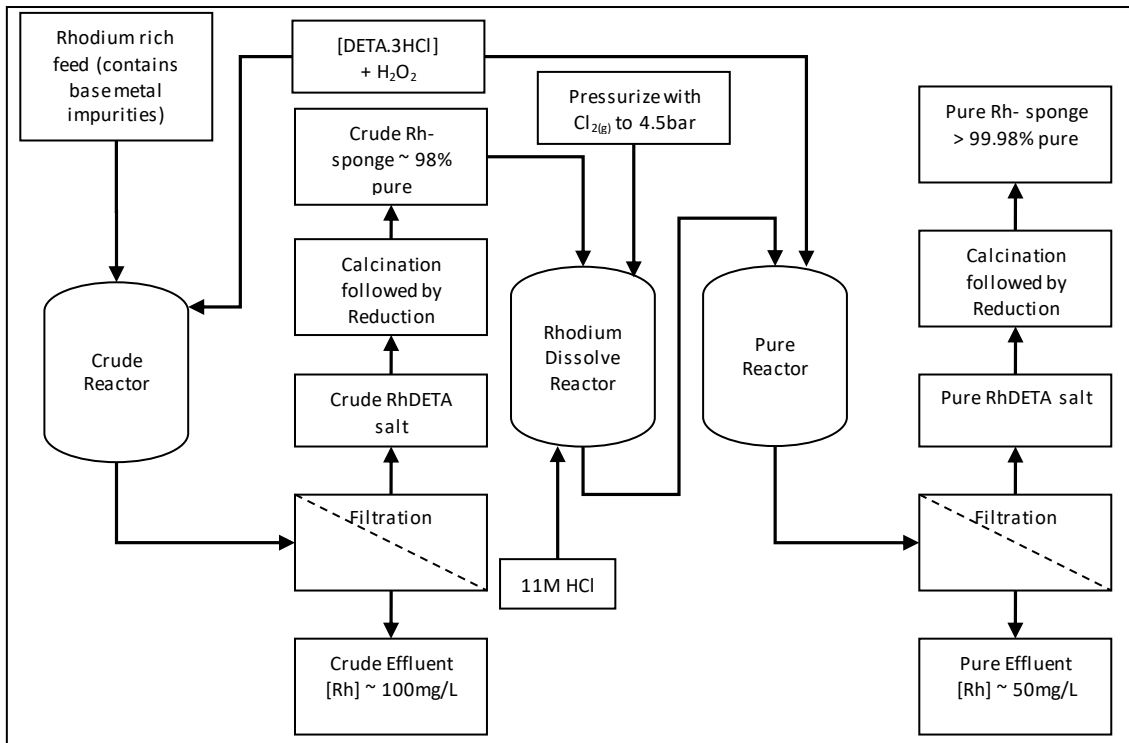 Rhodium rich
feed (contains
base metal
impurities)
[DETA.3HCl]
+ H₂O₂
Pressurize with
Cl₂₍g₎ to 4.5bar
Crude Rh-
sponge ~ 98%
pure
Pure Rh- sponge
> 99.98% pure
Calcination
followed by
Reduction
Calcination
followed by
Reduction
Crude
Reactor
Rhodium
Dissolve
Reactor
Pure
Reactor
Crude RhDETA
salt
Pure RhDETA salt
Filtration
Filtration
11M HCl
Crude Effluent
[Rh] ~ 100mg/L
Pure Effluent
[Rh] ~ 50mg/L